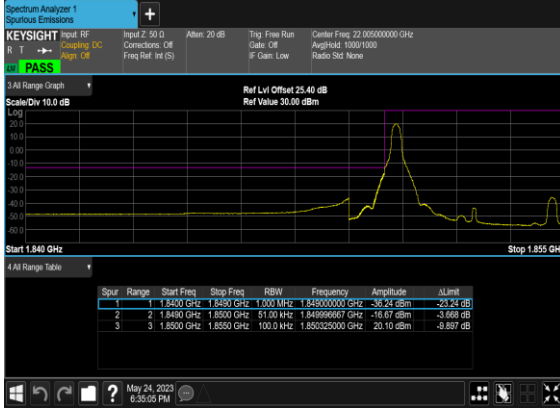 Spectrum Analyzer 1
Spurious Emissions
KEYSIGHT Input: RF Input Z: 50 Ω Atten: 20 dB Trig: Free Run Center Freq: 22.005000000 GHz
R T Coupling: DC Corrections: Off Gate: Off Avg|Hold: 1000/1000
Align: Off Freq Ref: Int (S) IF Gain: Low Radio Std: None
PASS
3 All Range Graph
Ref Lvl Offset 25.40 dB
Scale/Div 10.0 dB Ref Value 30.00 dBm
Log
20.0
10.0
0.00
-10.0
-20.0
-30.0
-40.0
-50.0
-60.0
Start 1.840 GHz Stop 1.855 GH
4 All Range Table
Spur Range Start Freq Stop Freq RBW Frequency Amplitude ΔLimit
1 1 1.8400 GHz 1.8490 GHz 1.000 MHz 1.849000000 GHz -36.24 dBm -23.24 dB
2 2 1.8490 GHz 1.8500 GHz 51.00 kHz 1.849996667 GHz -16.67 dBm -3.668 dB
3 3 1.8500 GHz 1.8550 GHz 100.0 kHz 1.850325000 GHz 20.10 dBm -9.897 dB
?
May 24, 2023
6:35:05 PM